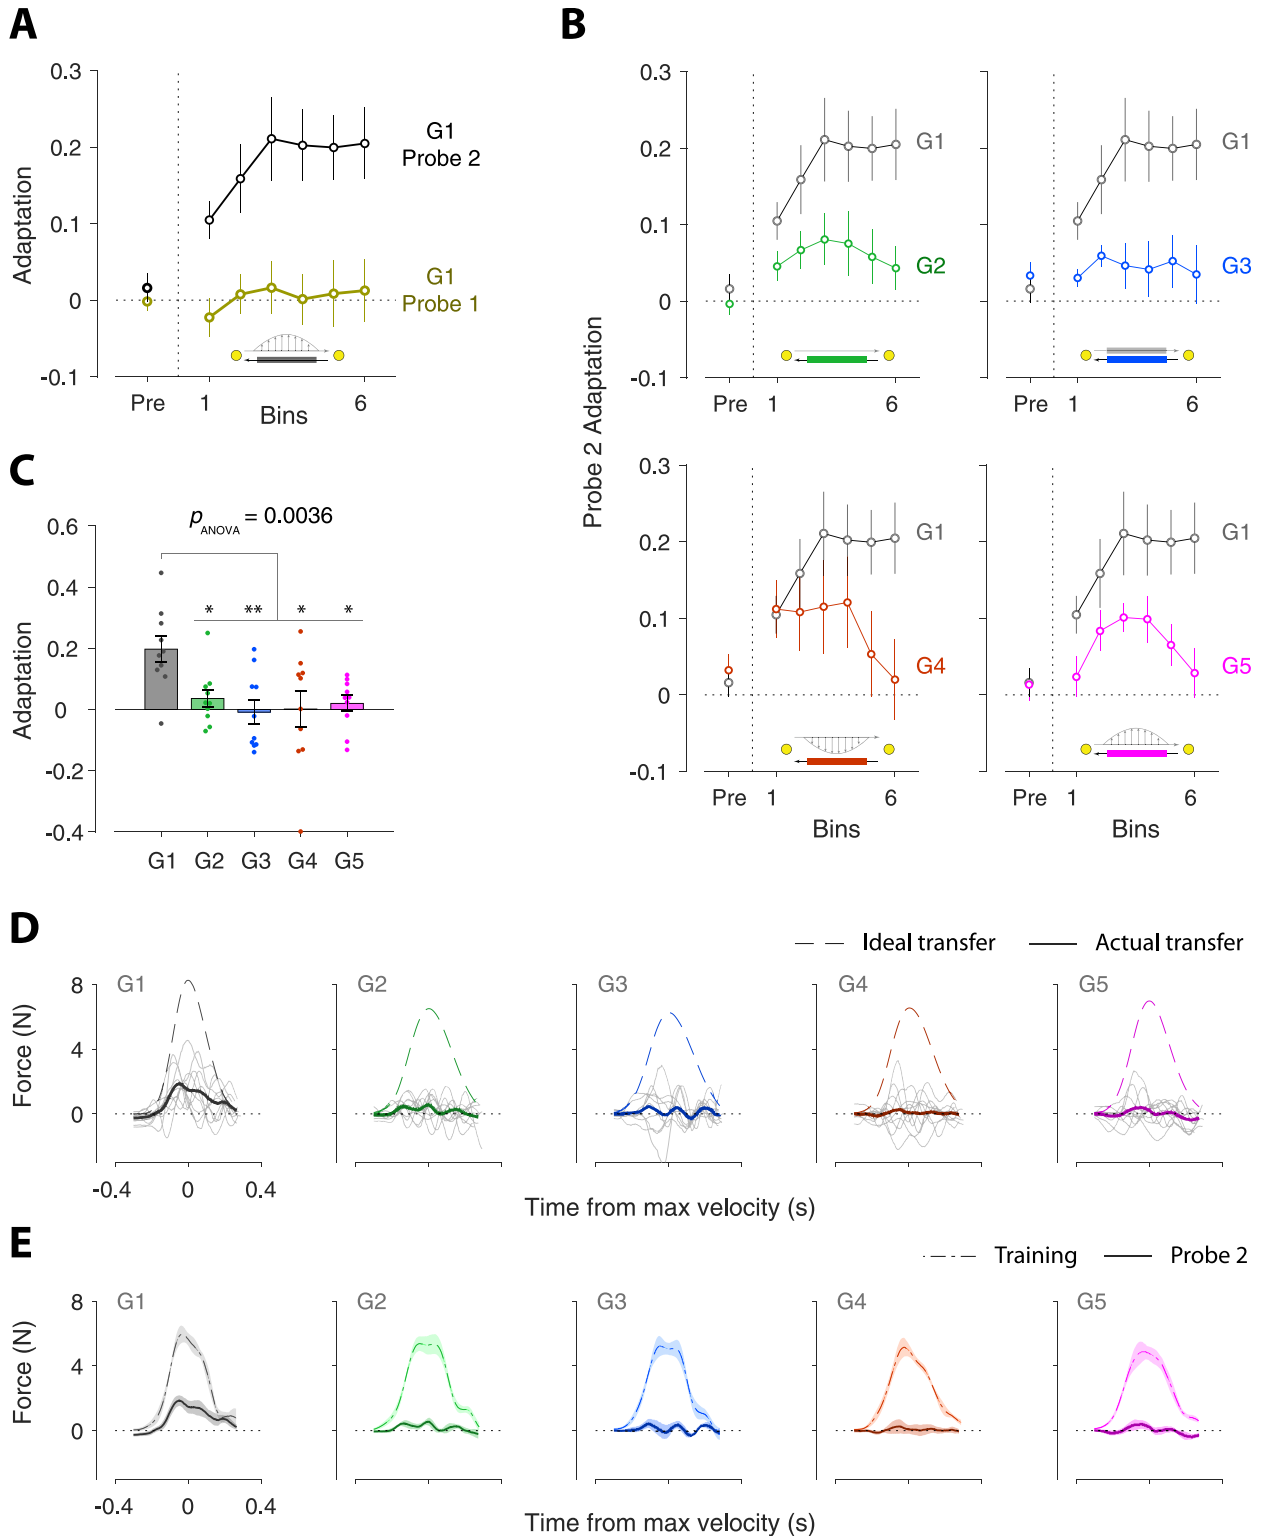 A
0.3
0.2
0.1
0
-0.1
Adaptation
G1
Probe 2
G1
Probe 1
Pre
1
6
Bins
B
Probe 2 Adaptation
0.3
0.2
0.1
0
-0.1
G1
G2
Pre
1
6
G1
G3
Pre
1
6
0.3
0.2
0.1
0
-0.1
G1
G4
Pre
1
6
Bins
G1
G5
Pre
1
6
Bins
C
pANOVA = 0.0036
0.6
0.4
0.2
0
-0.2
-0.4
Adaptation
* ** * *
G1 G2 G3 G4 G5
D
Ideal transfer Actual transfer
G1 G2 G3 G4 G5
8
4
0
Force (N)
-0.4 0 0.4
Time from max velocity (s)
E
Training Probe 2
G1 G2 G3 G4 G5
8
4
0
Force (N)
-0.4 0 0.4
Time from max velocity (s)